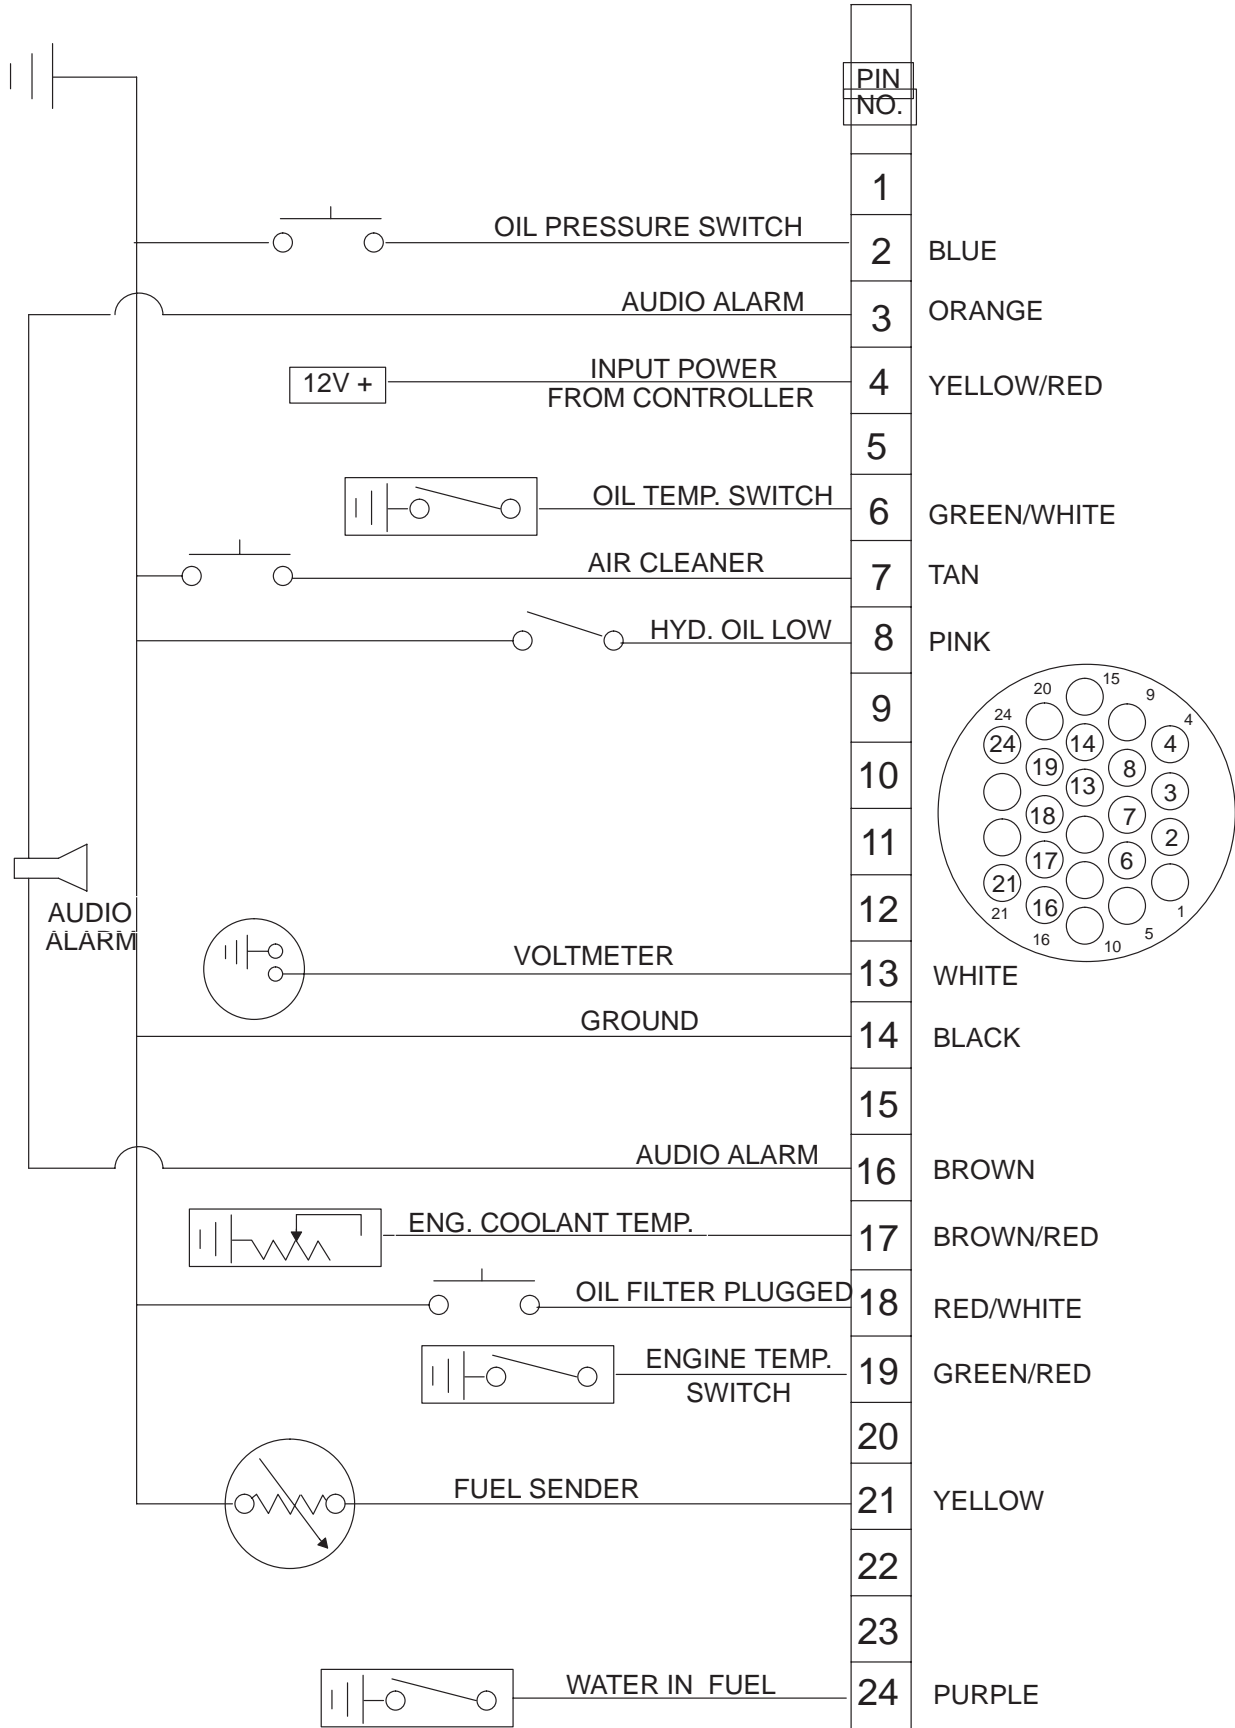 PIN
NO.
1
OIL PRESSURE SWITCH
2 BLUE
AUDIO ALARM
3 ORANGE
12V +
INPUT POWER
FROM CONTROLLER
4 YELLOW/RED
5
OIL TEMP. SWITCH
6 GREEN/WHITE
AIR CLEANER
7 TAN
HYD. OIL LOW
8 PINK
9
10
11
12
AUDIO
ALARM
VOLTMETER
13 WHITE
GROUND
14 BLACK
15
AUDIO ALARM
16 BROWN
ENG. COOLANT TEMP.
17 BROWN/RED
OIL FILTER PLUGGED
18 RED/WHITE
ENGINE TEMP.
SWITCH
19 GREEN/RED
20
FUEL SENDER
21 YELLOW
22
23
WATER IN FUEL
24 PURPLE
15
20 9
24 4
24 14 4
19 8
13 3
18 7
2
17 6
21
16
21 1
16 10 5